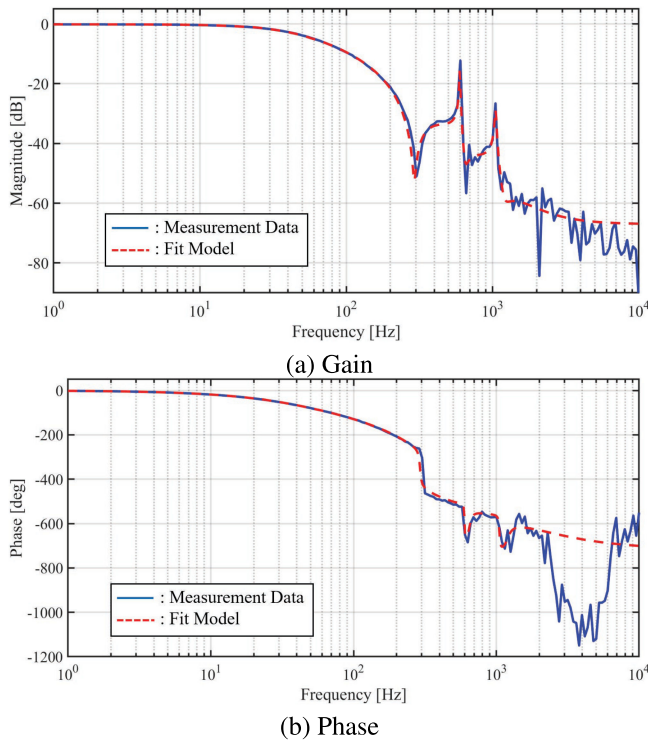 0
-20
-40
-60
-80
Magnitude [dB]
: Measurement Data
: Fit Model
10^0
10^1
10^2
10^3
10^4
Frequency [Hz]
(a) Gain
0
-200
-400
-600
-800
-1000
-1200
Phase [deg]
: Measurement Data
: Fit Model
10^0
10^1
10^2
10^3
10^4
Frequency [Hz]
(b) Phase